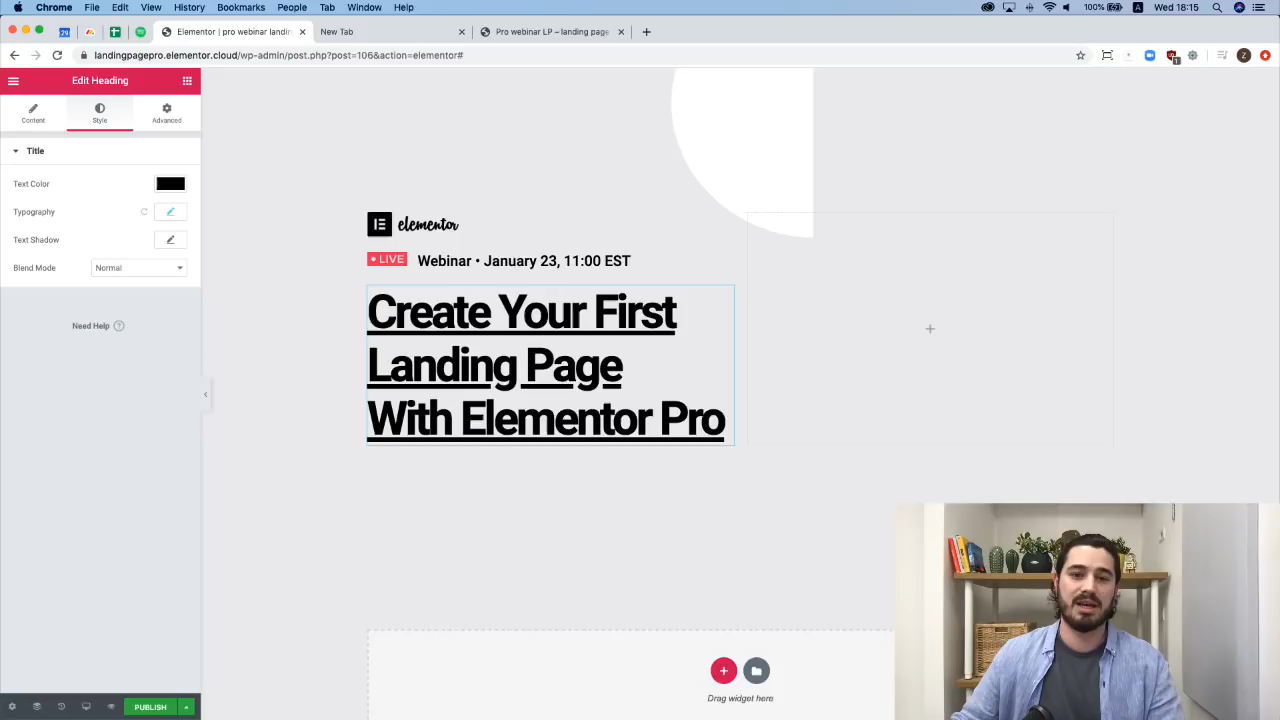 Chrome File Edit View History Bookmarks People Tab Window Help
100% Wed 18:15
Elementor | pro webinar landin
New Tab
Pro webinar LP – landing page
landingpagepro.elementor.cloud/wp-admin/post.php?post=106&action=elementor#
Edit Heading
Content
Style
Advanced
Title
Text Color
Typography
Text Shadow
Blend Mode
Normal
Need Help
elementor
LIVE
Webinar • January 23, 11:00 EST
Create Your First
Landing Page
With Elementor Pro
Drag widget here
PUBLISH